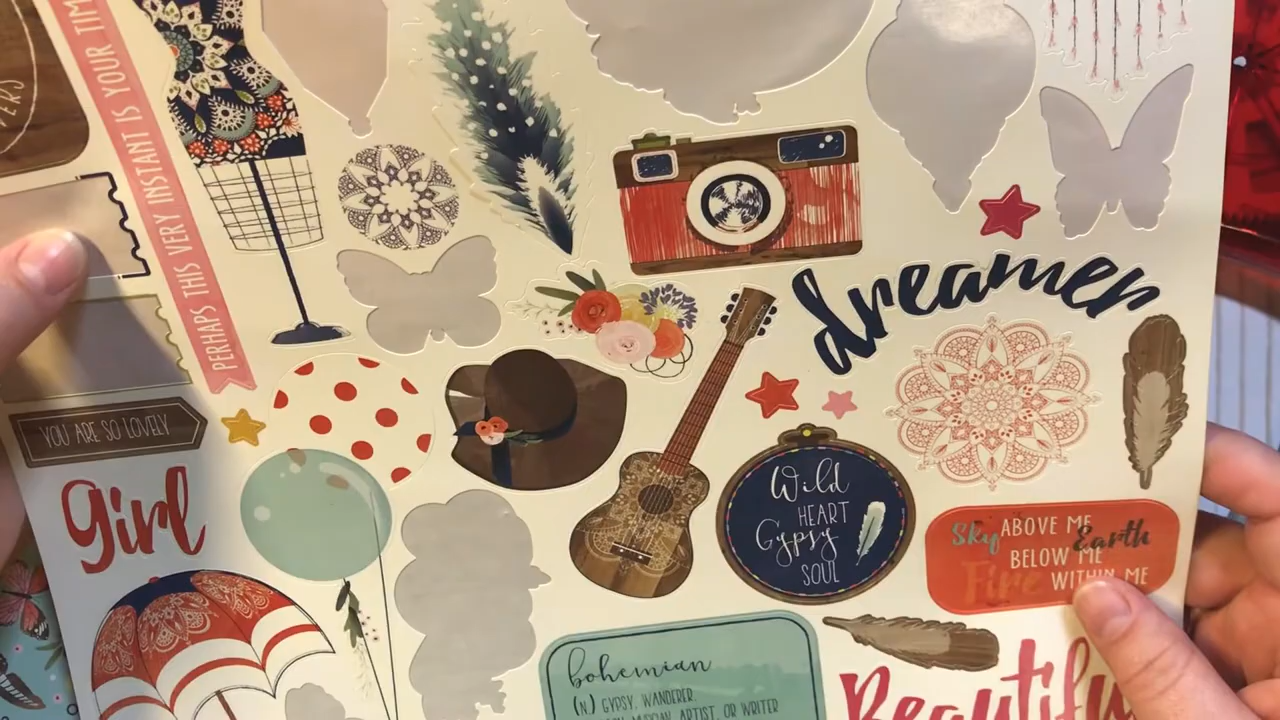 PERHAPS THIS VERY INSTANT IS YOUR TIM
dreamer
YOU ARE SO LOVELY
girl
Wild
HEART
Gypsy
SOUL
Sky ABOVE ME
Earth
BELOW ME
Fire WITHIN ME
bohemian
(N) GYPSY, WANDERER,
MUSICAN, ARTIST, OR WRITER
Beautifu